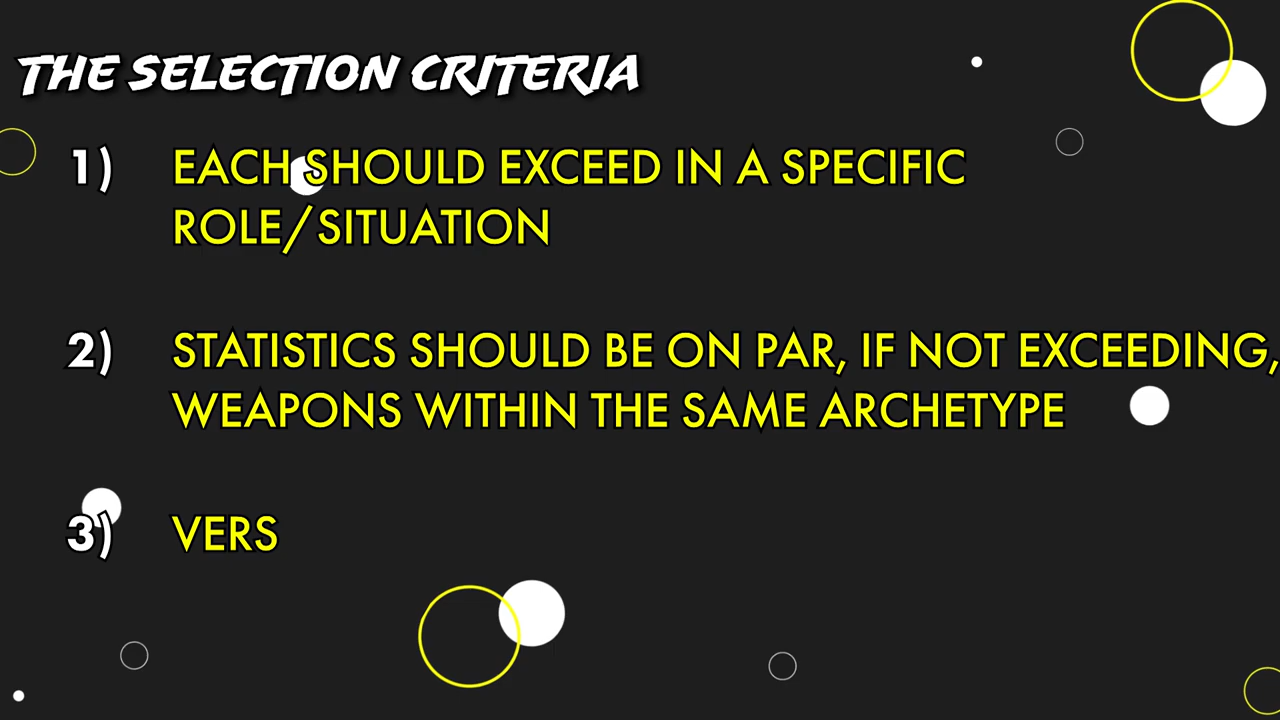 THE SELECTION CRITERIA
1) EACH SHOULD EXCEED IN A SPECIFIC
ROLE/SITUATION
2) STATISTICS SHOULD BE ON PAR, IF NOT EXCEEDING,
WEAPONS WITHIN THE SAME ARCHETYPE
3) VERS